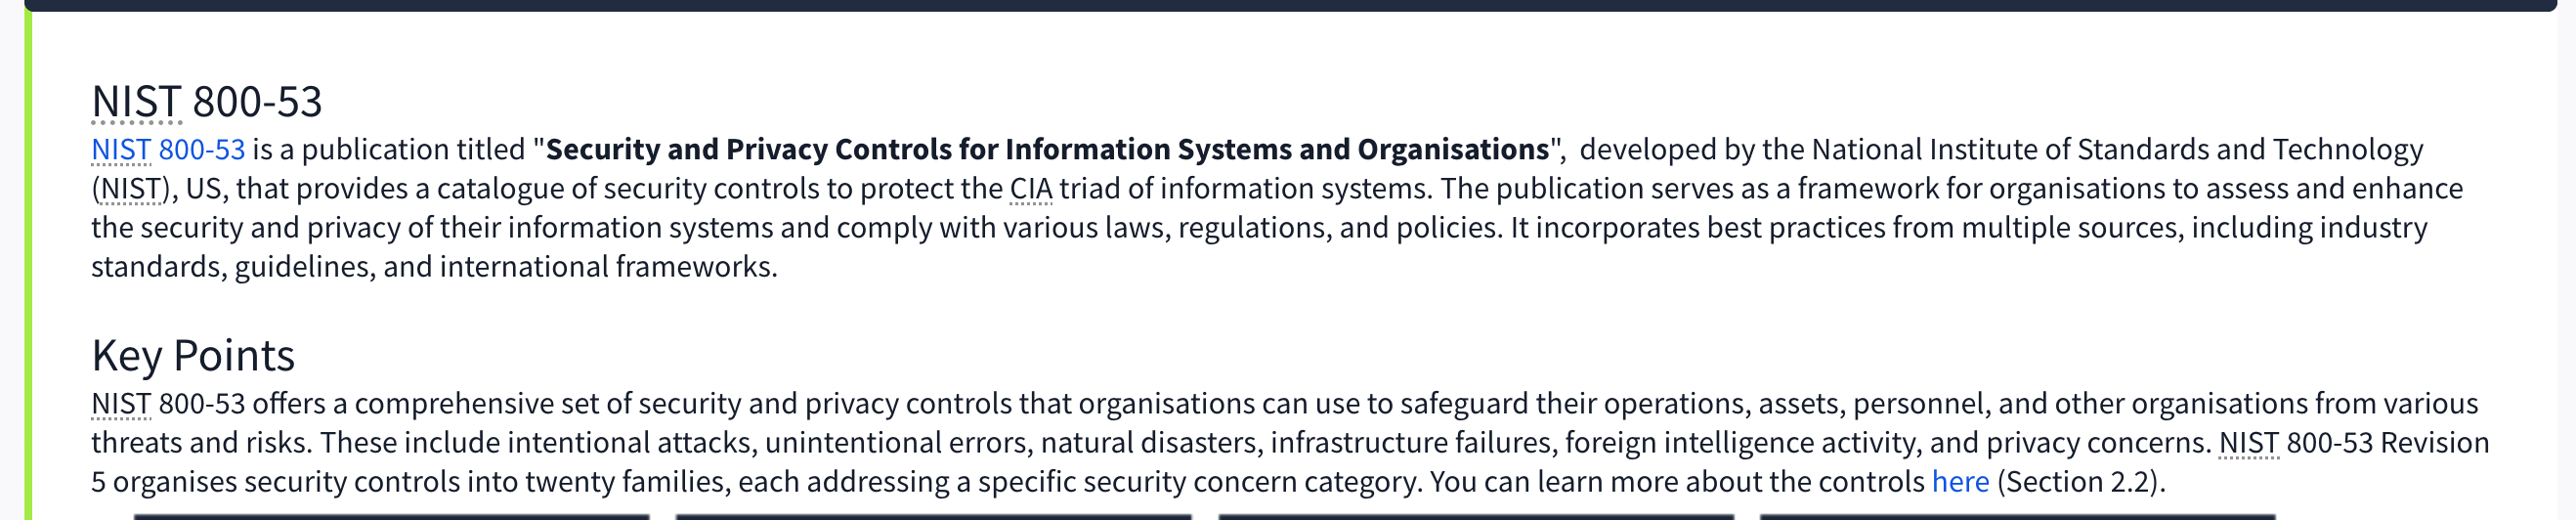 NIST 800-53
NIST 800-53 is a publication titled "Security and Privacy Controls for Information Systems and Organisations",  developed by the National Institute of Standards and Technology
(NIST), US, that provides a catalogue of security controls to protect the CIA triad of information systems. The publication serves as a framework for organisations to assess and enhance
the security and privacy of their information systems and comply with various laws, regulations, and policies. It incorporates best practices from multiple sources, including industry
standards, guidelines, and international frameworks.
Key Points
NIST 800-53 offers a comprehensive set of security and privacy controls that organisations can use to safeguard their operations, assets, personnel, and other organisations from various
threats and risks. These include intentional attacks, unintentional errors, natural disasters, infrastructure failures, foreign intelligence activity, and privacy concerns. NIST 800-53 Revision
5 organises security controls into twenty families, each addressing a specific security concern category. You can learn more about the controls here (Section 2.2).